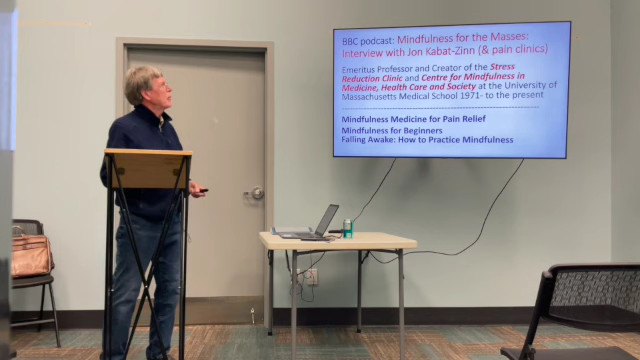 BBC podcast: Mindfulness for the Masses:
Interview with Jon Kabat-Zinn (& pain clinics)
Emeritus Professor and Creator of the Stress
Reduction Clinic and Centre for Mindfulness in
Medicine, Health Care and Society at the University of
Massachusetts Medical School 1971- to the present
Mindfulness Medicine for Pain Relief
Mindfulness for Beginners
Falling Awake: How to Practice Mindfulness